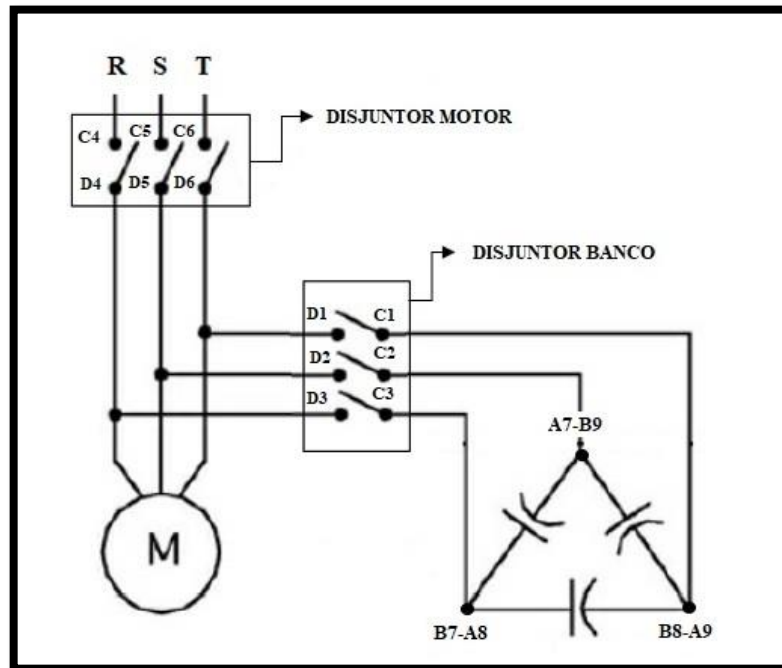 R S T
C4 C5 C6
DISJUNTOR MOTOR
D4 D5 D6
DISJUNTOR BANCO
D1 C1
D2 C2
D3 C3
A7-B9
M
B7-A8 B8-A9